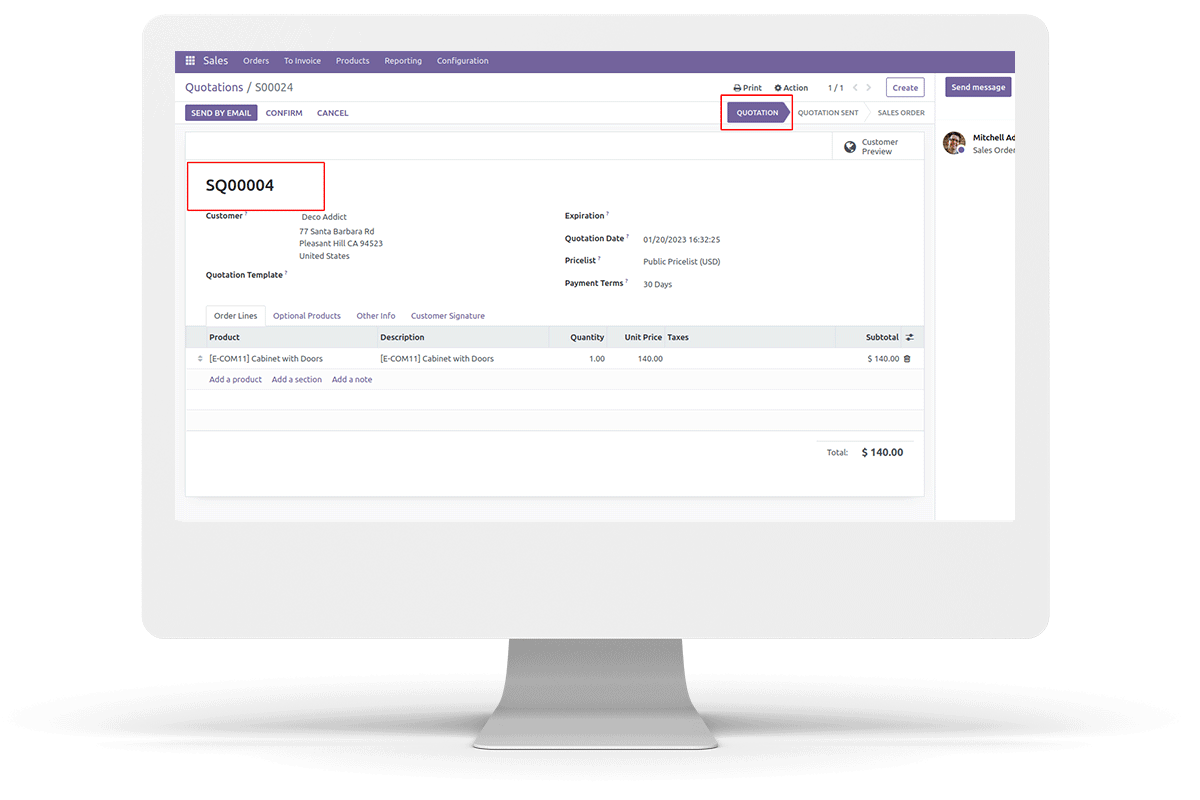 Sales Orders To Invoice Products Reporting Configuration
Quotations / S00024
Print Action 1 / 1 Create Send message
SEND BY EMAIL CONFIRM CANCEL QUOTATION QUOTATION SENT SALES ORDER
Customer
Preview
Mitchell Ad
Sales Order
SQ00004
Customer ? Deco Addict
77 Santa Barbara Rd
Pleasant Hill CA 94523
United States
Quotation Template ?
Expiration ?
Quotation Date ? 01/20/2023 16:32:25
Pricelist ? Public Pricelist (USD)
Payment Terms ? 30 Days
Order Lines Optional Products Other Info Customer Signature
Product Description Quantity Unit Price Taxes Subtotal
[E-COM11] Cabinet with Doors [E-COM11] Cabinet with Doors 1.00 140.00 $ 140.00
Add a product Add a section Add a note
Total: $ 140.00